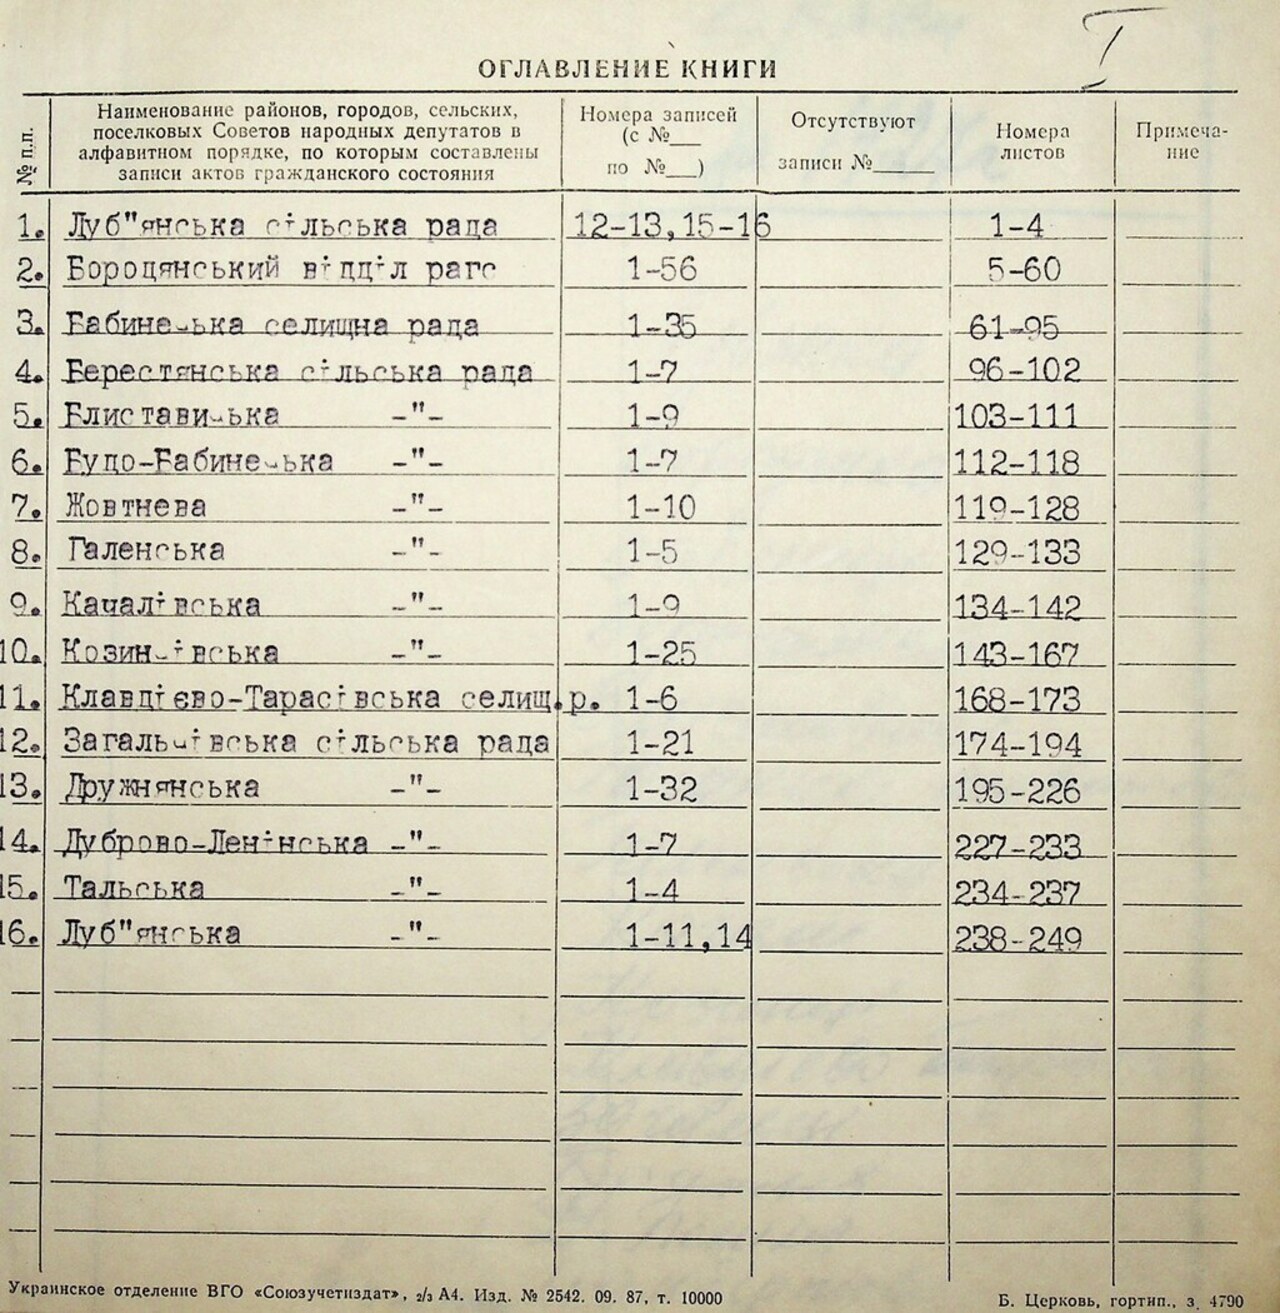 I
ОГЛАВЛЕНИЕ КНИГИ
№ п.п.
Наименование районов, городов, сельских,
поселковых Советов народных депутатов в
алфавитном порядке, по которым составлены
записи актов гражданского состояния
Номера записей
(с №___
по №___)
Отсутствуют
записи №______
Номера
листов
Примеча-
ние
1. Луб"янська сільська рада 12-13,15-16 1-4
2. Бородянський відділ рагс 1-56 5-60
3. Бабинецька селищна рада 1-35 61-95
4. Берестянська сільська рада 1-7 96-102
5. Блиставицька -"- 1-9 103-111
6. Будо-Бабинецька -"- 1-7 112-118
7. Жовтнева -"- 1-10 119-128
8. Галенська -"- 1-5 129-133
9. Качалівська -"- 1-9 134-142
10. Козинцівська -"- 1-25 143-167
11. Клавдієво-Тарасівська селищ.р. 1-6 168-173
12. Загальцівська сільська рада 1-21 174-194
13. Дружнянська -"- 1-32 195-226
14. Дуброво-Ленінська -"- 1-7 227-233
15. Тальська -"- 1-4 234-237
16. Луб"янська -"- 1-11,14 238-249
Украинское отделение ВГО «Союзучетиздат», 2/3 А4. Изд. № 2542. 09. 87, т. 10000
Б. Церковь, гортип., з. 4790